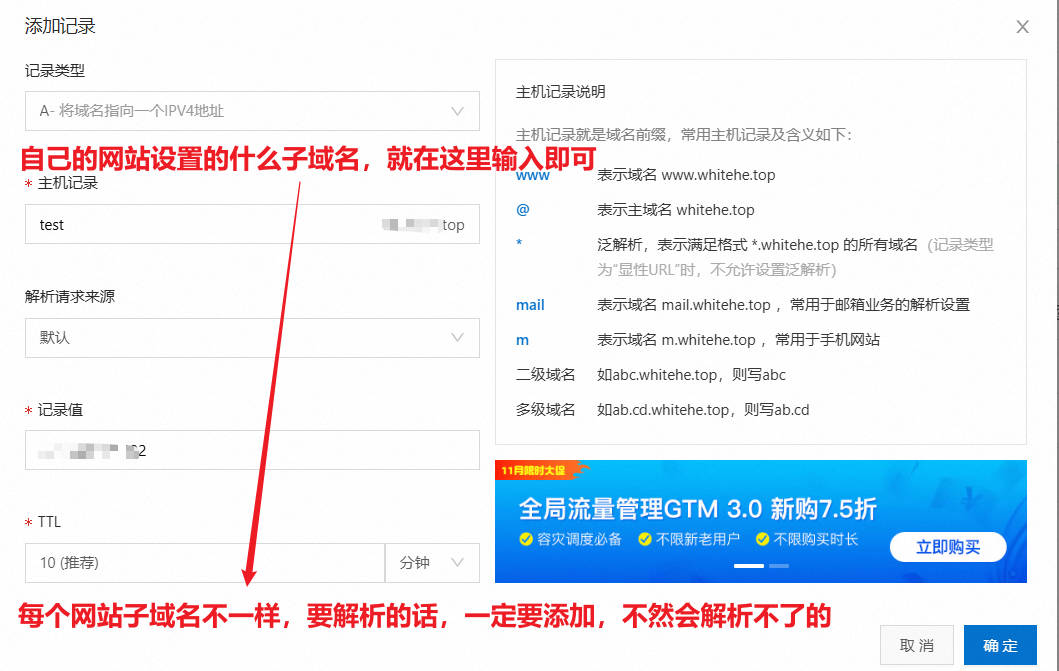 添加记录
记录类型
A- 将域名指向一个IPV4地址
自己的网站设置的什么子域名，就在这里输入即可
* 主机记录
test
top
解析请求来源
默认
* 记录值
2
* TTL
10 (推荐)
分钟
主机记录说明
主机记录就是域名前缀，常用主机记录及含义如下：
www 表示域名 www.whitehe.top
@ 表示主域名 whitehe.top
* 泛解析，表示满足格式 *.whitehe.top 的所有域名（记录类型
为“显性URL”时，不允许设置泛解析）
mail 表示域名 mail.whitehe.top ，常用于邮箱业务的解析设置
m 表示域名 m.whitehe.top ，常用于手机网站
二级域名 如abc.whitehe.top，则写abc
多级域名 如ab.cd.whitehe.top，则写ab.cd
11月限时大促
全局流量管理GTM 3.0 新购7.5折
容灾调度必备 不限新老用户 不限购买时长
立即购买
每个网站子域名不一样，要解析的话，一定要添加，不然会解析不了的
取 消
确 定